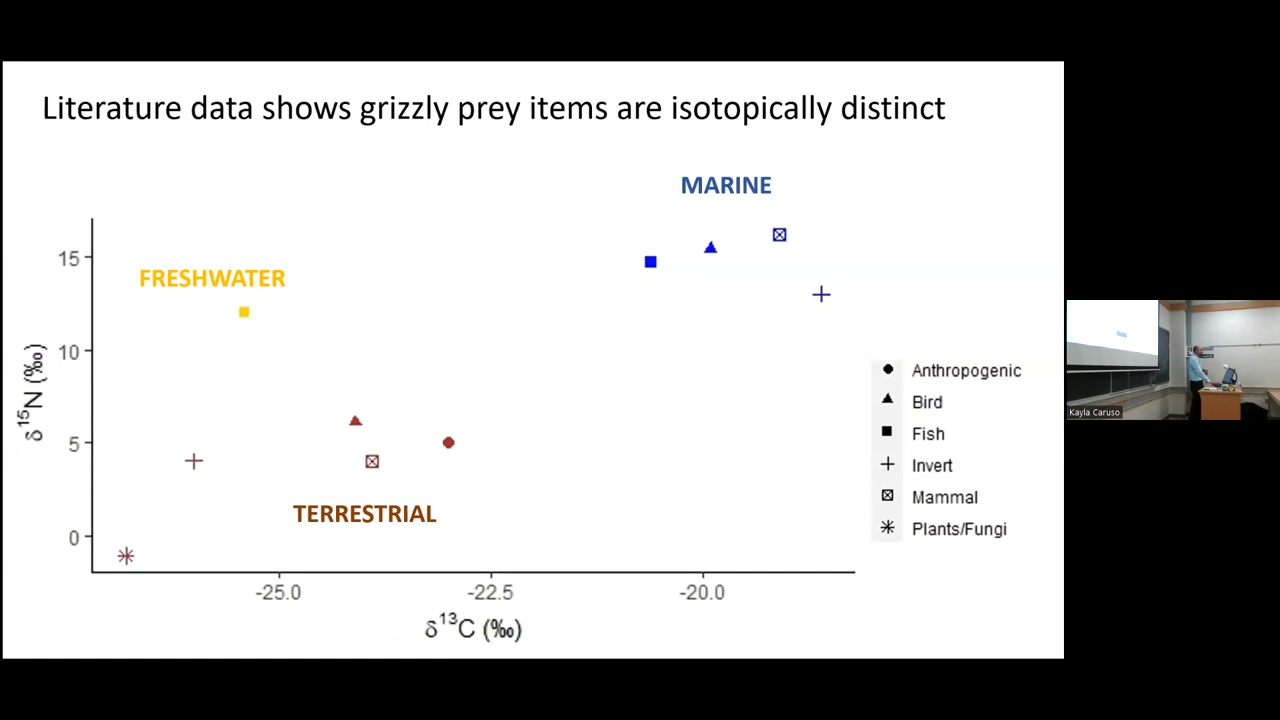 Literature data shows grizzly prey items are isotopically distinct
MARINE
FRESHWATER
TERRESTRIAL
15
10
5
0
δ15N (‰)
-25.0
-22.5
-20.0
δ13C (‰)
Anthropogenic
Bird
Fish
Invert
Mammal
Plants/Fungi
Kayla Caruso